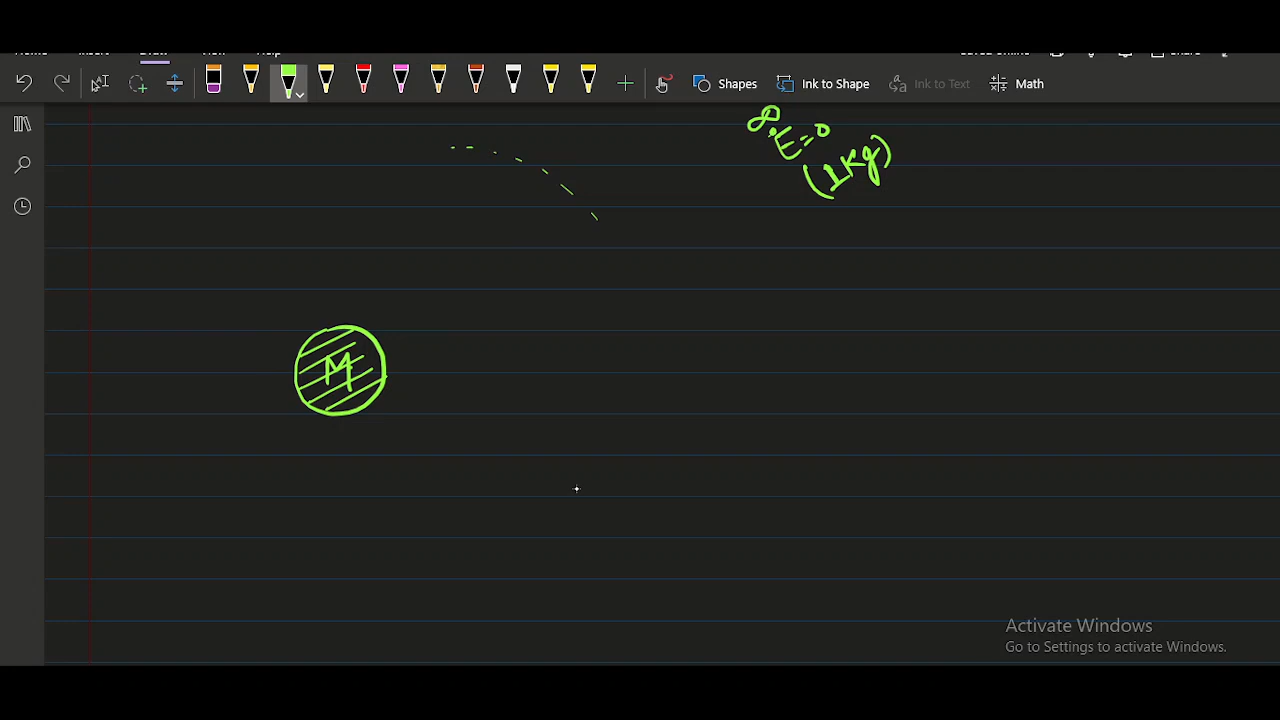 Ink to Shape
Shapes
Ink to Text
Math
∞.E=0
(1Kg)
M
Activate Windows
Go to Settings to activate Windows.